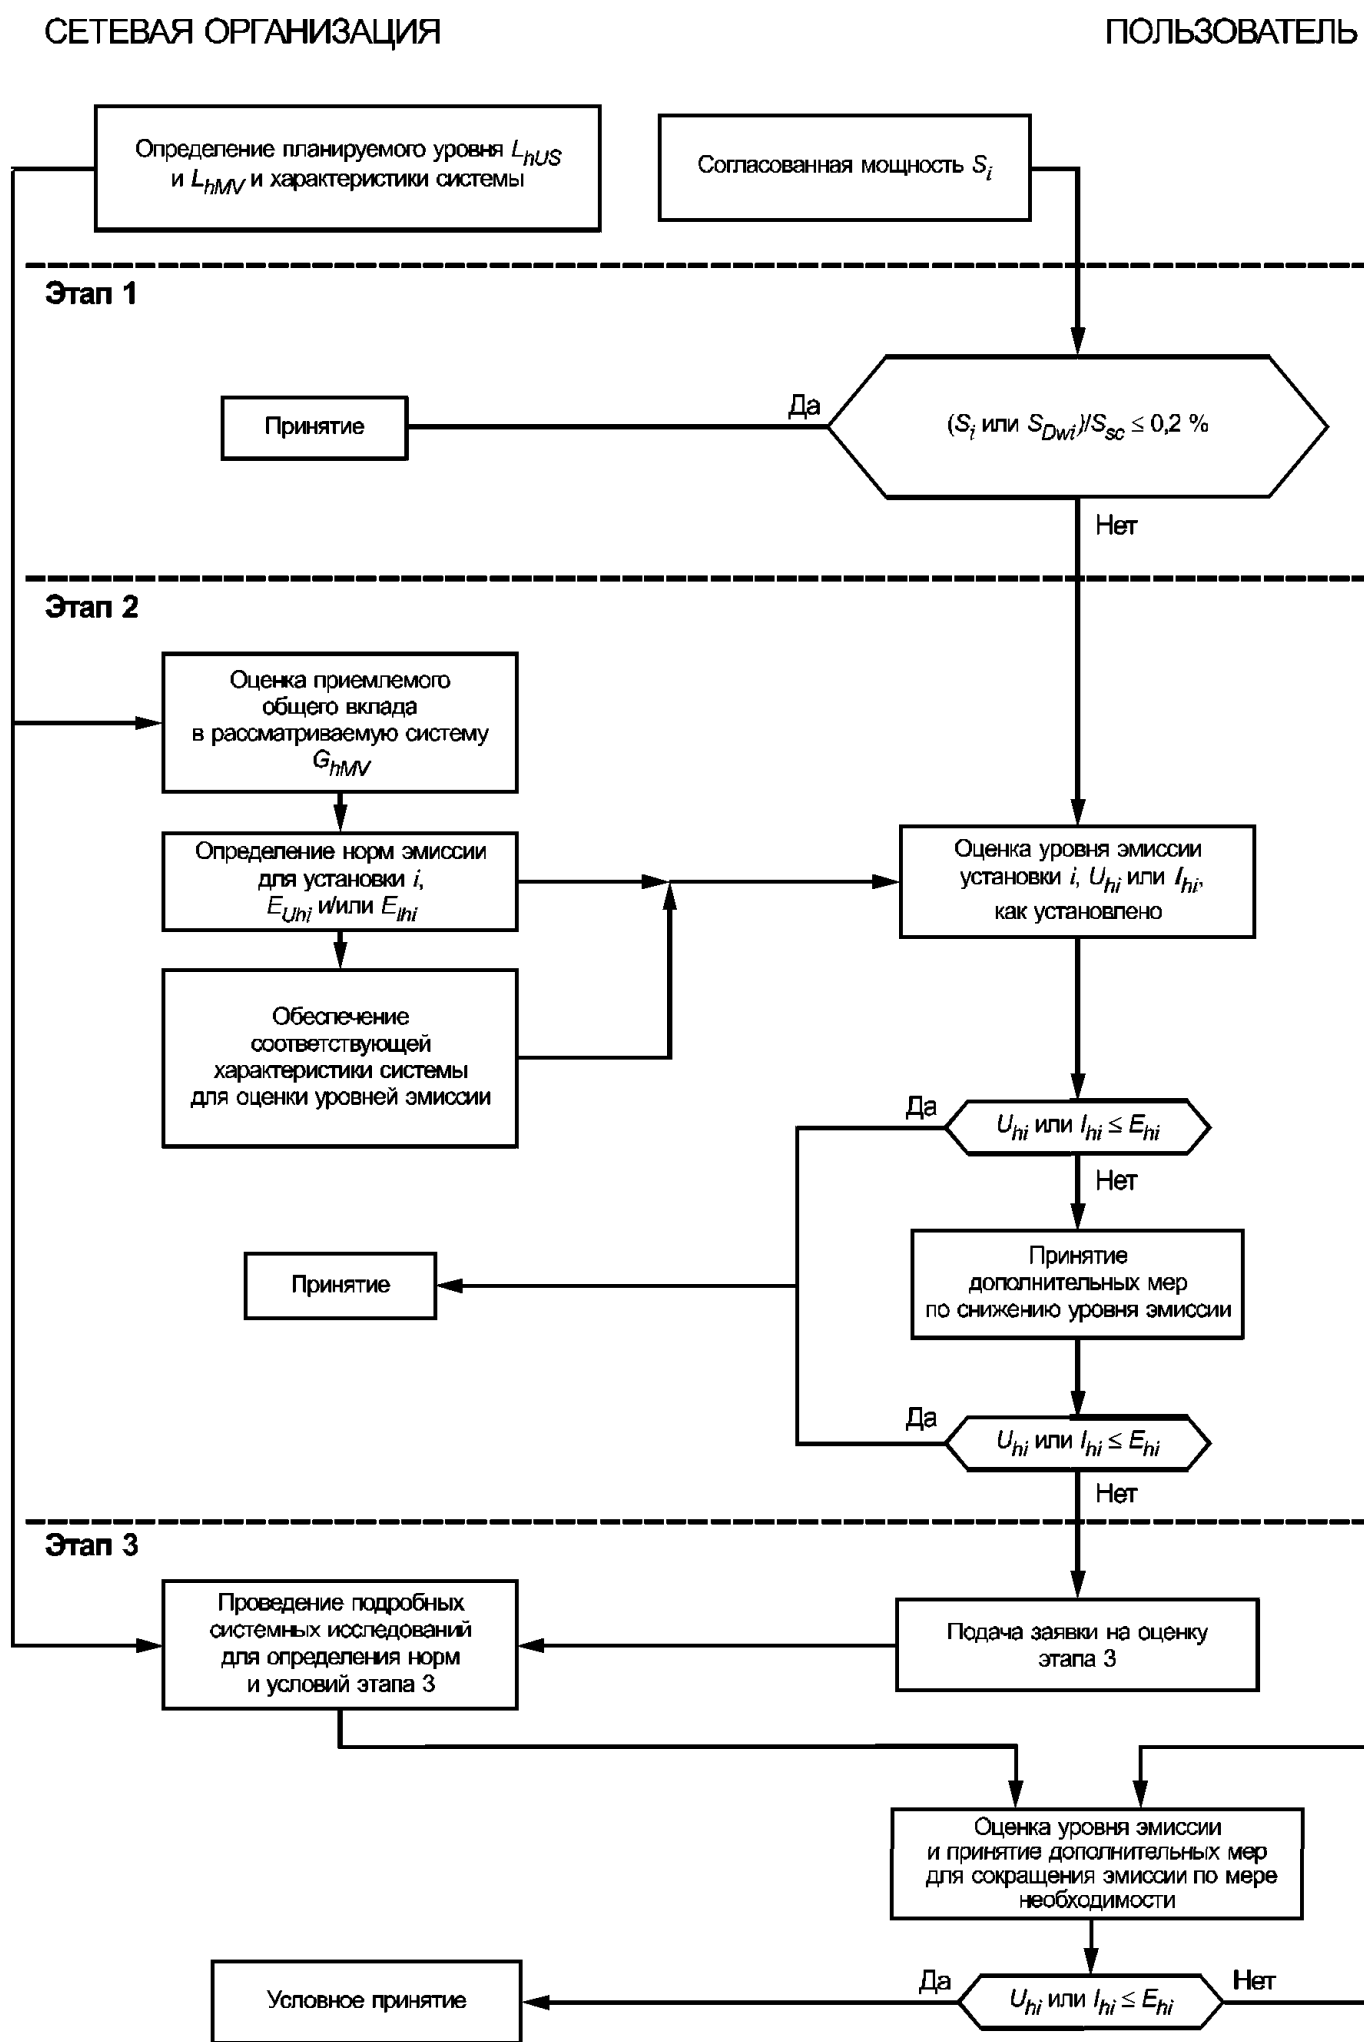 СЕТЕВАЯ ОРГАНИЗАЦИЯ
ПОЛЬЗОВАТЕЛЬ
Определение планируемого уровня L_hUS
и L_hMV и характеристики системы
Согласованная мощность S_i
Этап 1
(S_i или S_Dwi)/S_sc ≤ 0,2 %
Да
Принятие
Нет
Этап 2
Оценка приемлемого
общего вклада
в рассматриваемую систему
G_hMV
Определение норм эмиссии
для установки i,
E_Uhi и/или E_Ihi
Оценка уровня эмиссии
установки i, U_hi или I_hi,
как установлено
Обеспечение
соответствующей
характеристики системы
для оценки уровней эмиссии
Да
U_hi или I_hi ≤ E_hi
Нет
Принятие
Принятие
дополнительных мер
по снижению уровня эмиссии
Да
U_hi или I_hi ≤ E_hi
Нет
Этап 3
Проведение подробных
системных исследований
для определения норм
и условий этапа 3
Подача заявки на оценку
этапа 3
Оценка уровня эмиссии
и принятие дополнительных мер
для сокращения эмиссии по мере
необходимости
Условное принятие
Да
U_hi или I_hi ≤ E_hi
Нет